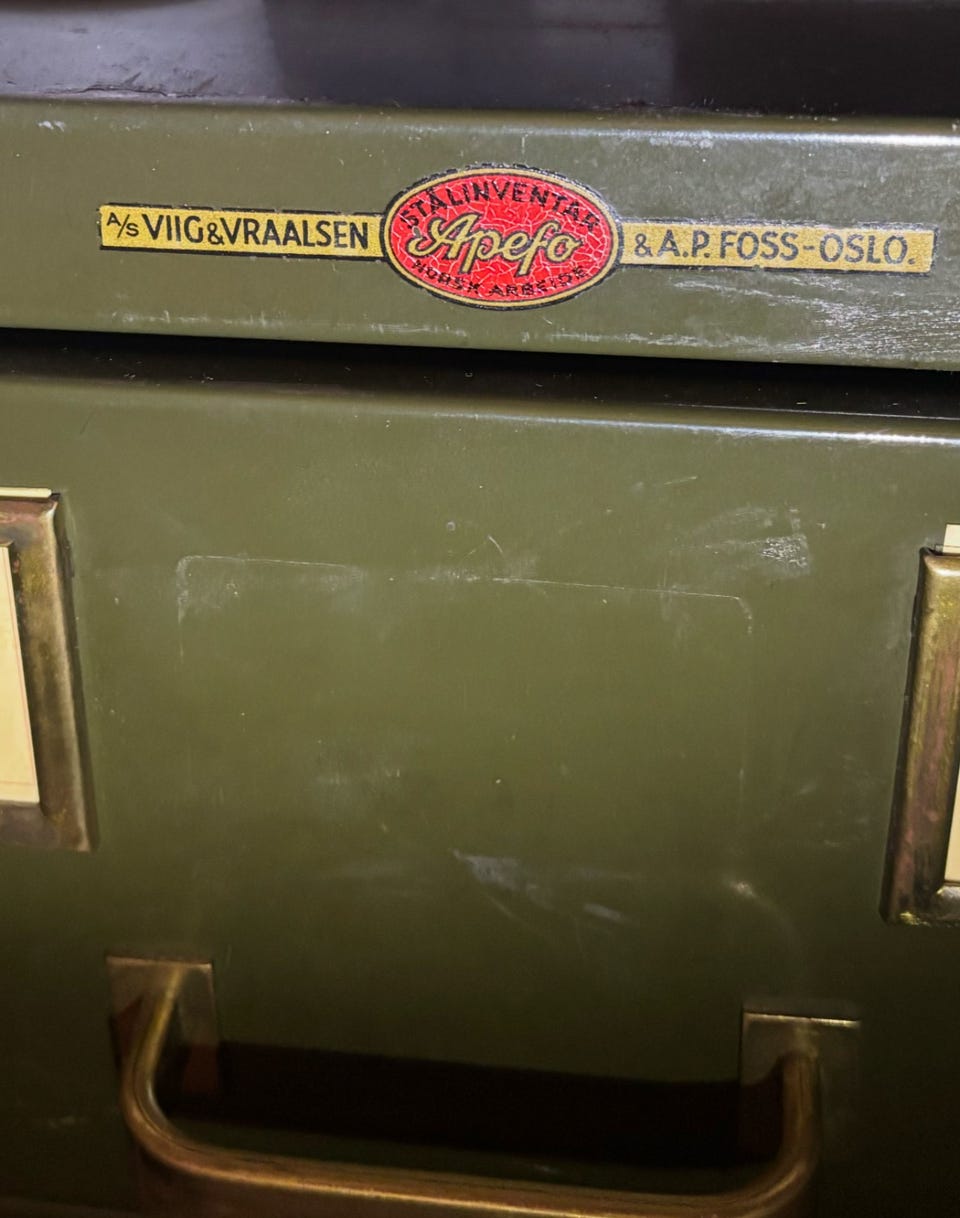 A/S VIIG & VRAALSEN
STÅLINVENTAR
Apefo
NORSK ARBEIDE
& A.P. FOSS - OSLO.